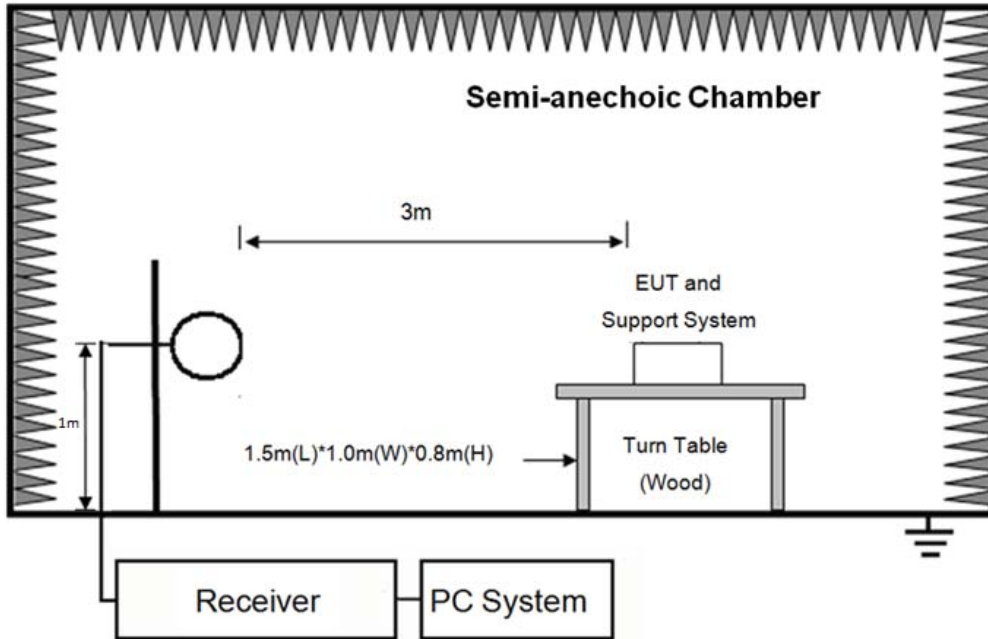 Semi-anechoic Chamber
3m
EUT and
Support System
1m
1.5m(L)*1.0m(W)*0.8m(H)
Turn Table
(Wood)
Receiver
PC System